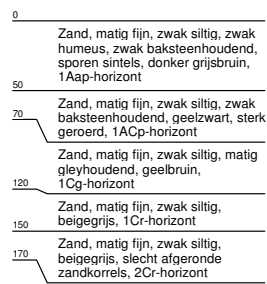 0
Zand, matig fijn, zwak siltig, zwak
humeus, zwak baksteenhoudend,
sporen sintels, donker grijsbruin,
1Aap-horizont
50
Zand, matig fijn, zwak siltig, zwak
baksteenhoudend, geelzwart, sterk
geroerd, 1ACp-horizont
70
Zand, matig fijn, zwak siltig, matig
gleyhoudend, geelbruin,
1Cg-horizont
120
Zand, matig fijn, zwak siltig,
beigegrijs, 1Cr-horizont
150
Zand, matig fijn, zwak siltig,
beigegrijs, slecht afgeronde
zandkorrels, 2Cr-horizont
170